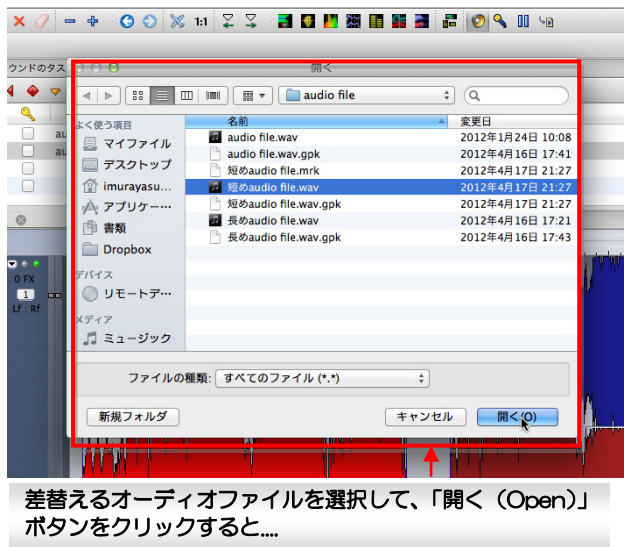 1:1
ウンドのタス
開く
audio file
よく使う項目
マイファイル
デスクトップ
imurayasu...
アプリケー…
書類
Dropbox
デバイス
リモートデ…
メディア
ミュージック
名前
変更日
audio file.wav
2012年1月24日 10:08
audio file.wav.gpk
2012年4月16日 17:41
短めaudio file.mrk
2012年4月17日 21:27
短めaudio file.wav
2012年4月17日 21:27
短めaudio file.wav.gpk
2012年4月17日 21:27
長めaudio file.wav
2012年4月16日 17:21
長めaudio file.wav.gpk
2012年4月16日 17:43
au
au
0 FX
1
Lf : Rf
ファイルの種類: すべてのファイル (*.*)
新規フォルダ
キャンセル
開く(O)
差替えるオーディオファイルを選択して、「開く（Open）」
ボタンをクリックすると....